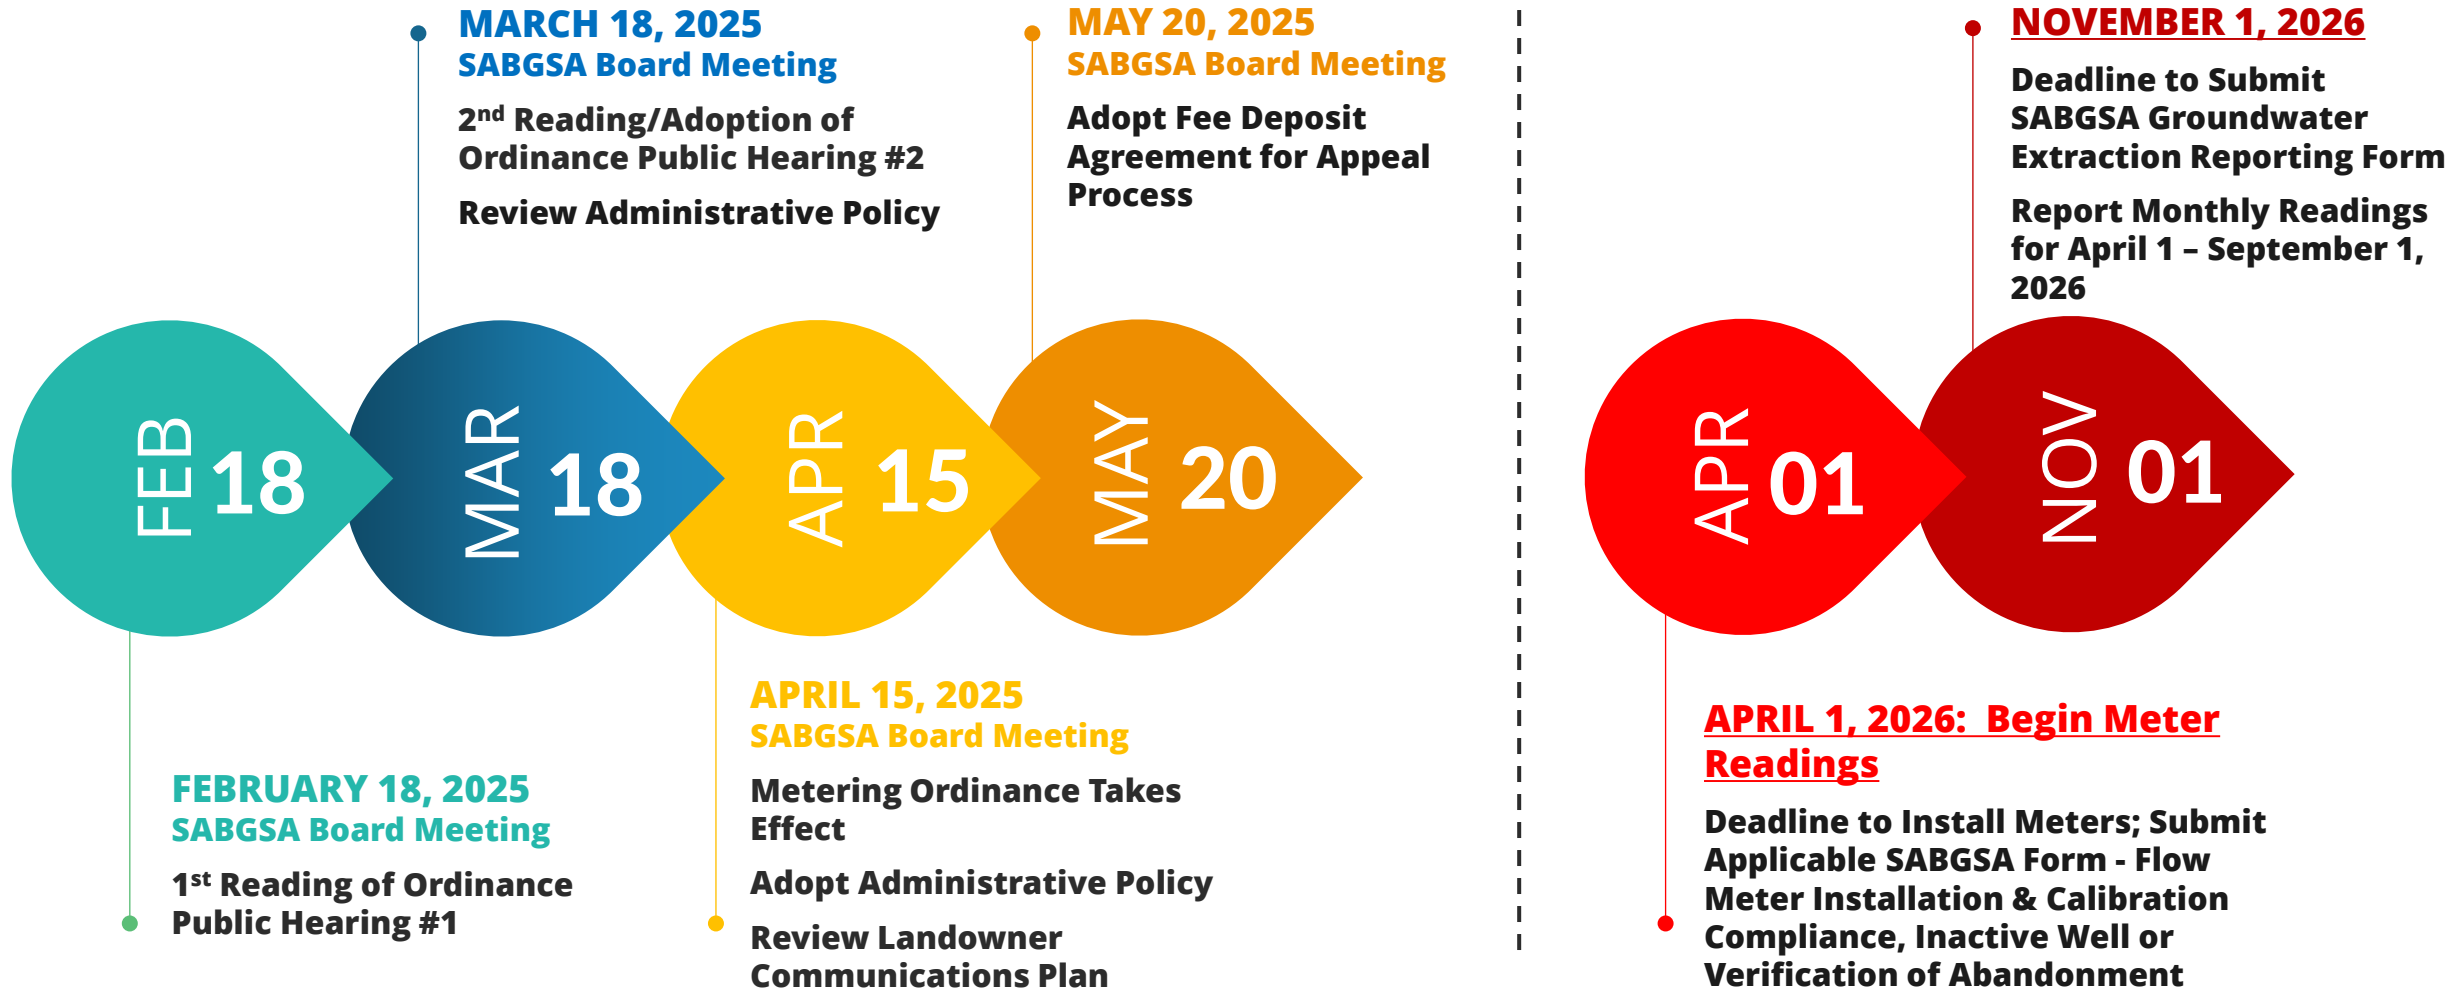 MARCH 18, 2025
SABGSA Board Meeting
2nd Reading/Adoption of
Ordinance Public Hearing #2
Review Administrative Policy
MAY 20, 2025
SABGSA Board Meeting
Adopt Fee Deposit
Agreement for Appeal
Process
NOVEMBER 1, 2026
Deadline to Submit
SABGSA Groundwater
Extraction Reporting Form
Report Monthly Readings
for April 1 – September 1,
2026
FEB 18
MAR 18
APR 15
MAY 20
APR 01
NOV 01
FEBRUARY 18, 2025
SABGSA Board Meeting
1st Reading of Ordinance
Public Hearing #1
APRIL 15, 2025
SABGSA Board Meeting
Metering Ordinance Takes
Effect
Adopt Administrative Policy
Review Landowner
Communications Plan
APRIL 1, 2026:  Begin Meter
Readings
Deadline to Install Meters; Submit
Applicable SABGSA Form - Flow
Meter Installation & Calibration
Compliance, Inactive Well or
Verification of Abandonment